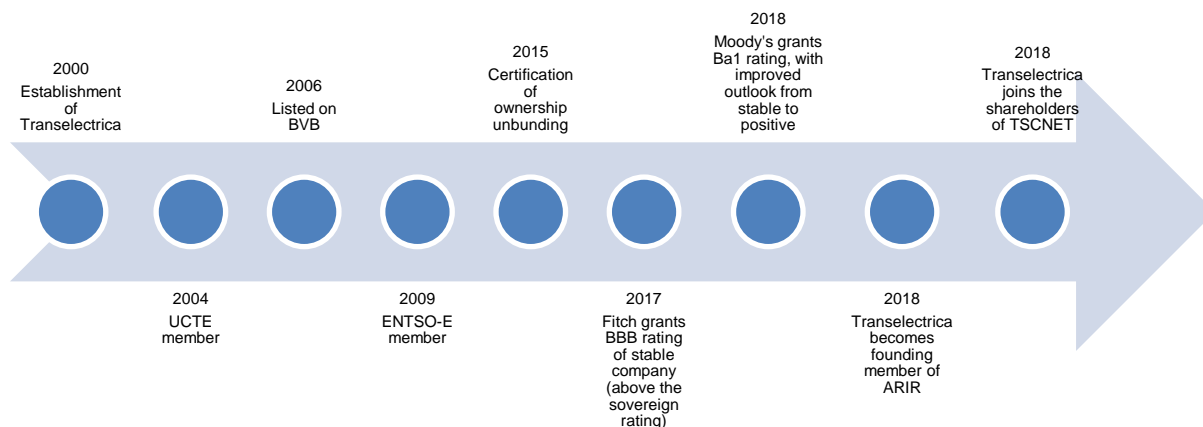 2000
Establishment
of
Transelectrica
2004
UCTE
member
2006
Listed on
BVB
2009
ENTSO-E
member
2015
Certification
of
ownership
unbunding
2017
Fitch grants
BBB rating
of stable
company
(above the
sovereign
rating)
2018
Moody's grants
Ba1 rating, with
improved
outlook from
stable to
positive
2018
Transelectrica
becomes
founding
member of
ARIR
2018
Transelectrica
joins the
shareholders
of TSCNET